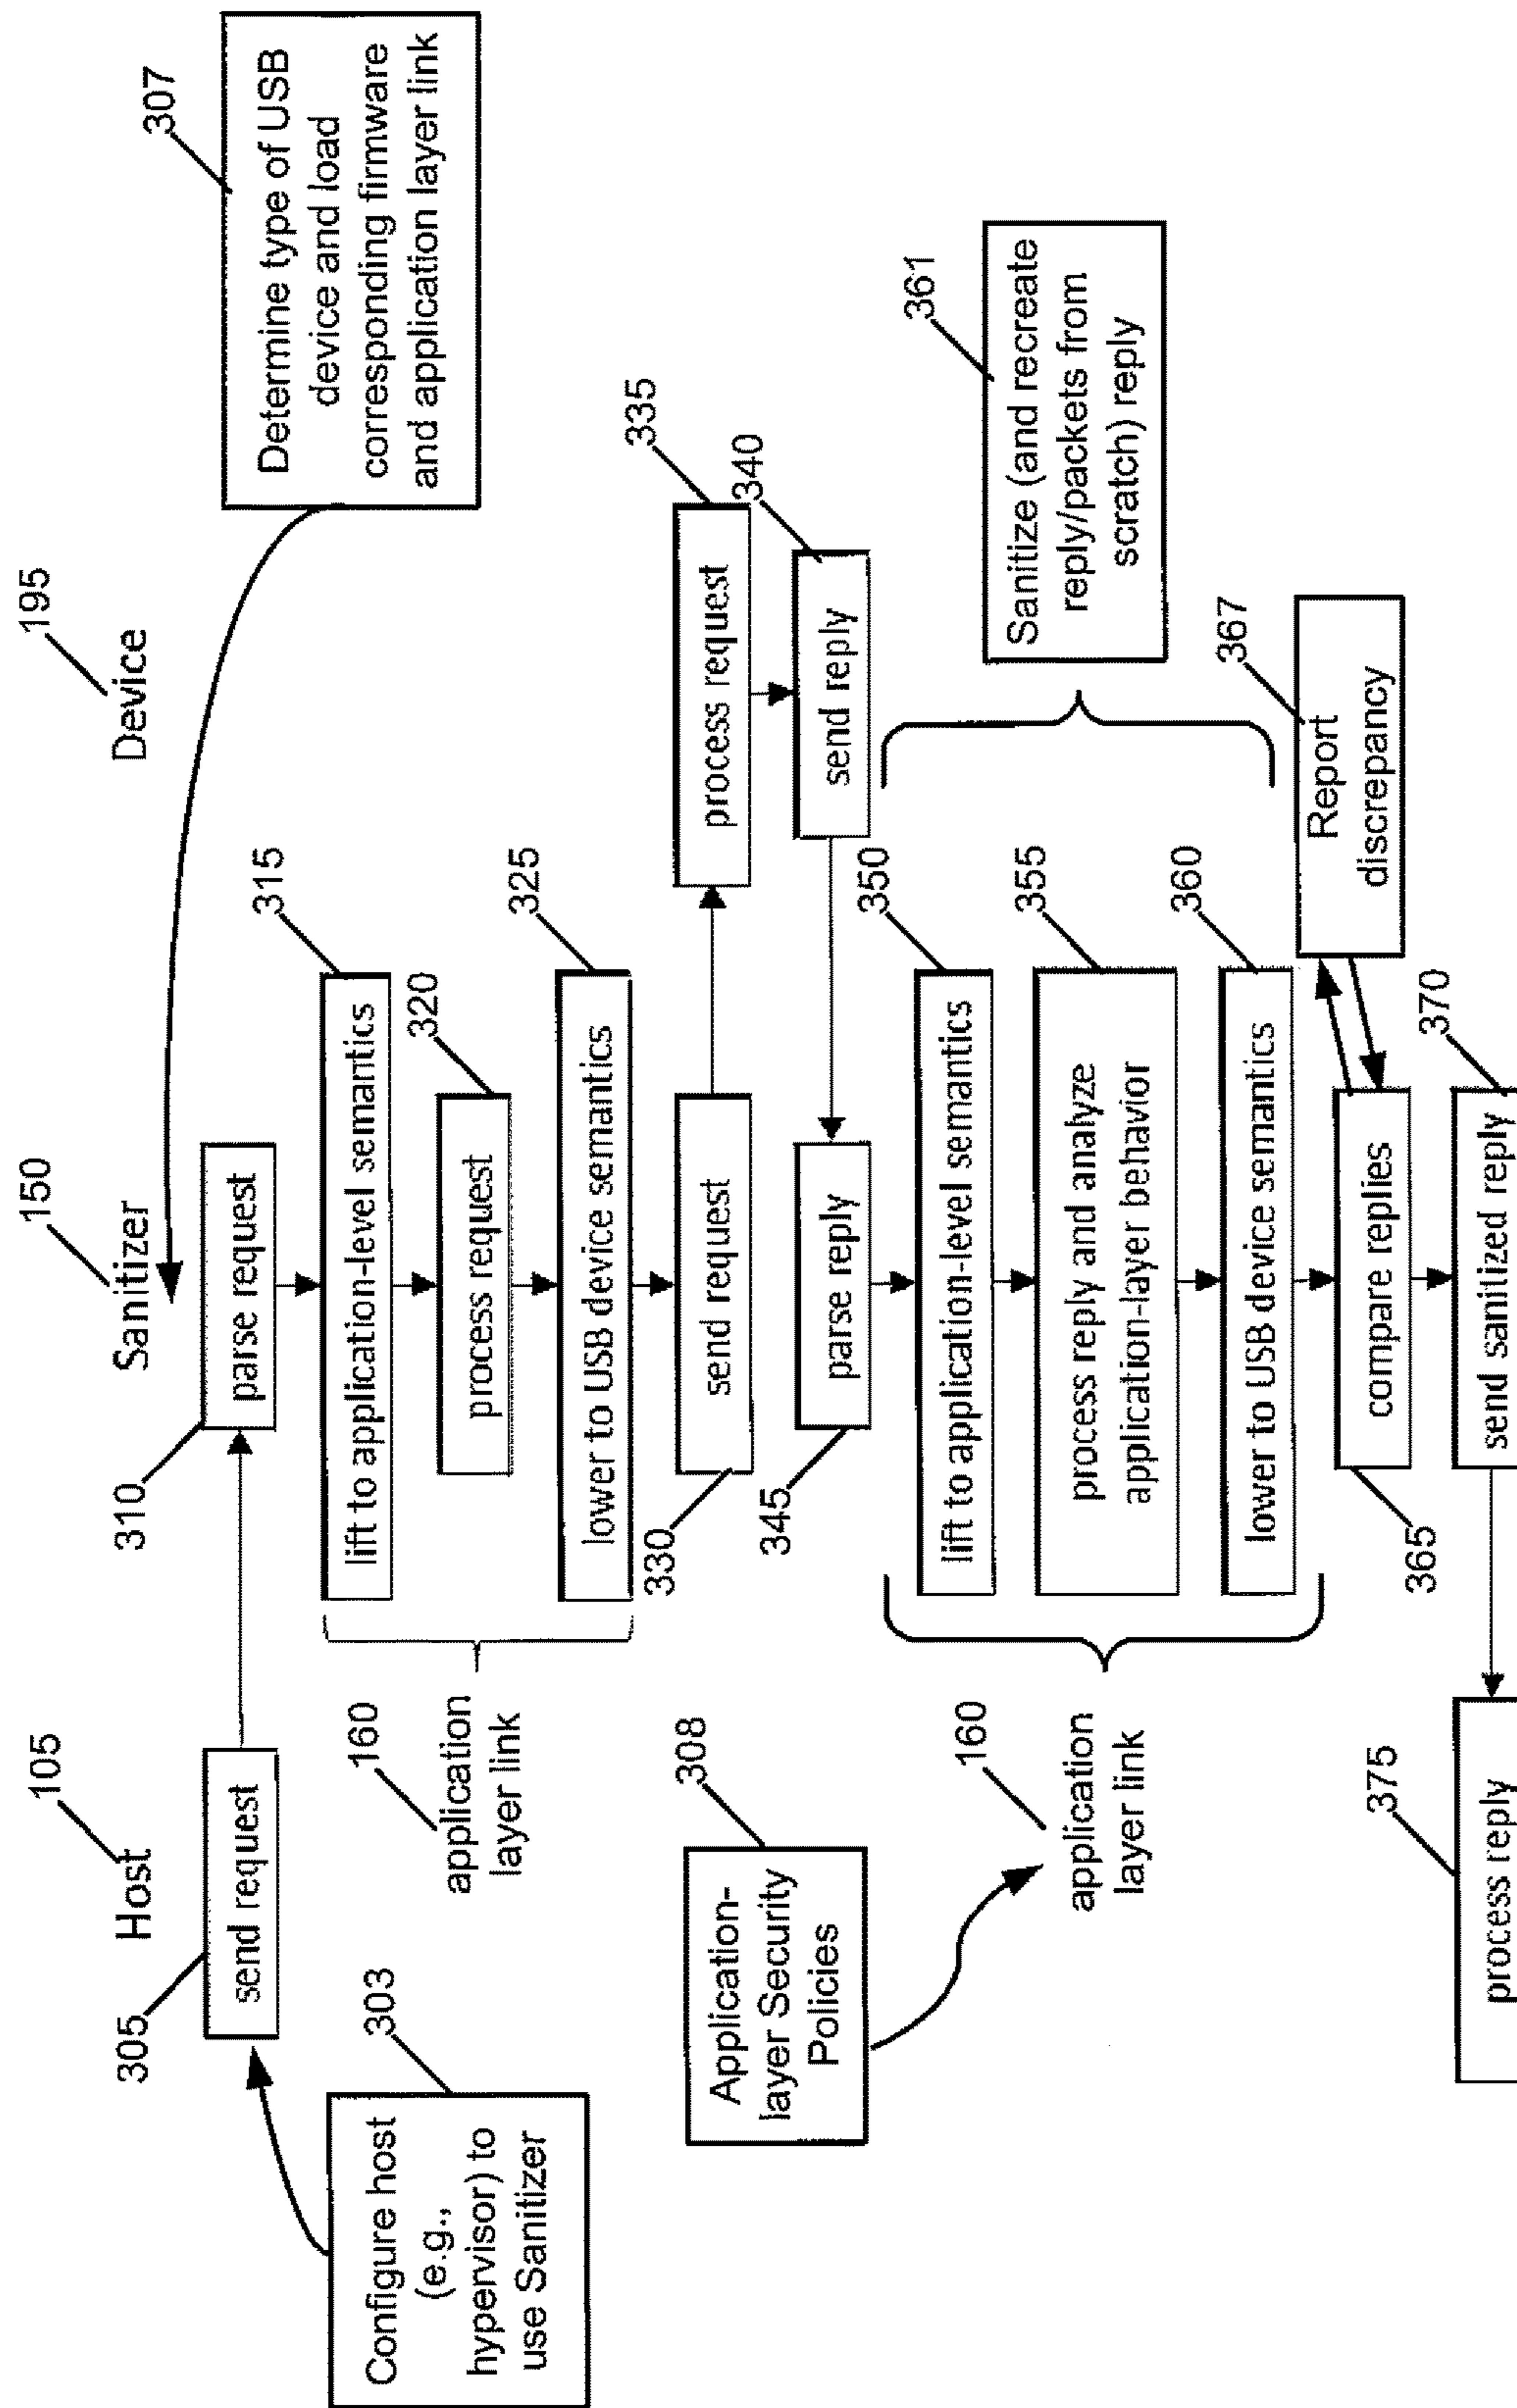 105
Host
150
Sanitizer
195
Device
305
send request
310
parse request
307
Determine type of USB
device and load
corresponding firmware
and application layer link
303
Configure host
(e.g.,
hypervisor) to
use Sanitizer
315
lift to application-level semantics
160
application
layer link
320
process request
325
lower to USB device semantics
330
send request
335
process request
340
send reply
345
parse reply
308
Application-
layer Security
Policies
350
lift to application-level semantics
160
application
layer link
355
process reply and analyze
application-layer behavior
361
Sanitize (and recreate
reply/packets from
scratch) reply
360
lower to USB device semantics
365
compare replies
367
Report
discrepancy
370
send sanitized reply
375
process reply